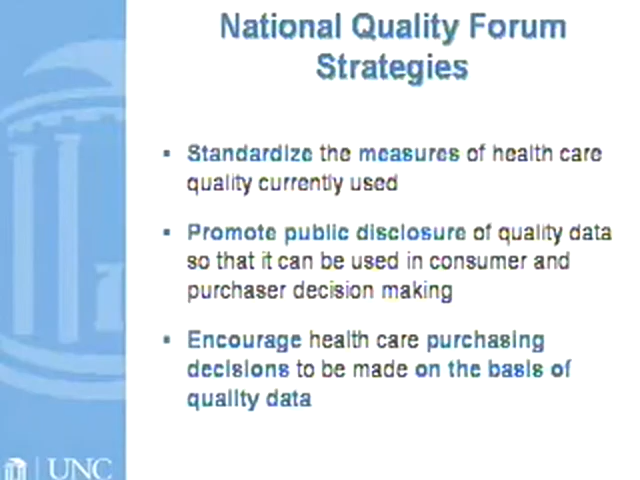 National Quality Forum
Strategies
▪ Standardize the measures of health care
quality currently used
▪ Promote public disclosure of quality data
so that it can be used in consumer and
purchaser decision making
▪ Encourage health care purchasing
decisions to be made on the basis of
quality data
UNC